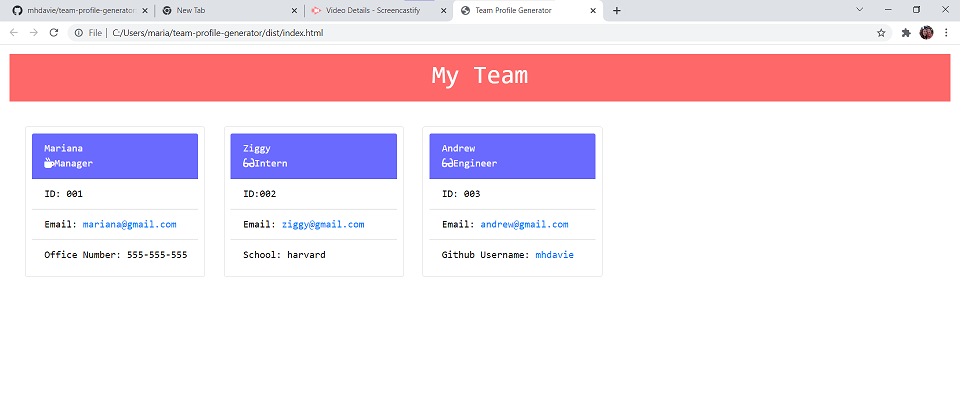 mhdavie/team-profile-generator
New Tab
Video Details - Screencastify
Team Profile Generator
File | C:/Users/maria/team-profile-generator/dist/index.html
My Team
Mariana
Manager
ID: 001
Email: mariana@gmail.com
Office Number: 555-555-555
Ziggy
Intern
ID:002
Email: ziggy@gmail.com
School: harvard
Andrew
Engineer
ID: 003
Email: andrew@gmail.com
Github Username: mhdavie